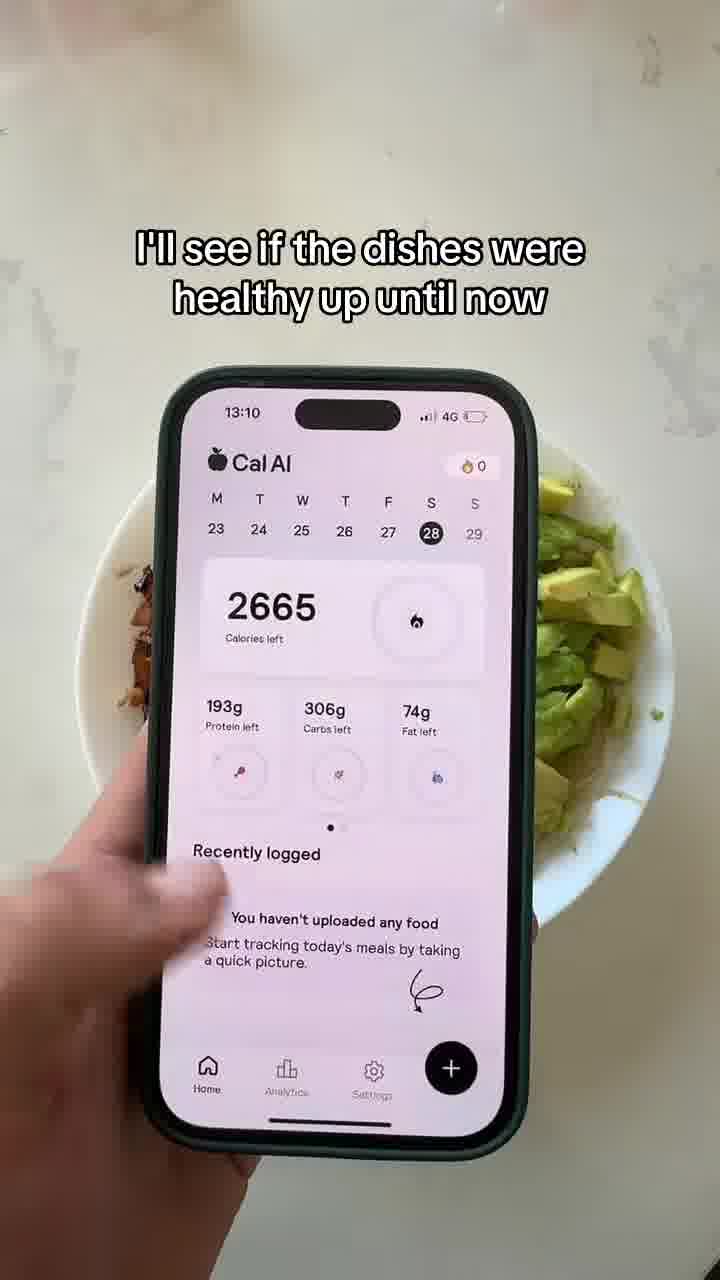 I'll see if the dishes were
healthy up until now
13:10
4G
Cal AI
0
M T W T F S S
23 24 25 26 27 28 29
2665
Calories left
193g 306g 74g
Protein left Carbs left Fat left
Recently logged
You haven't uploaded any food
Start tracking today's meals by taking
a quick picture.
+
Home Analytics Settings